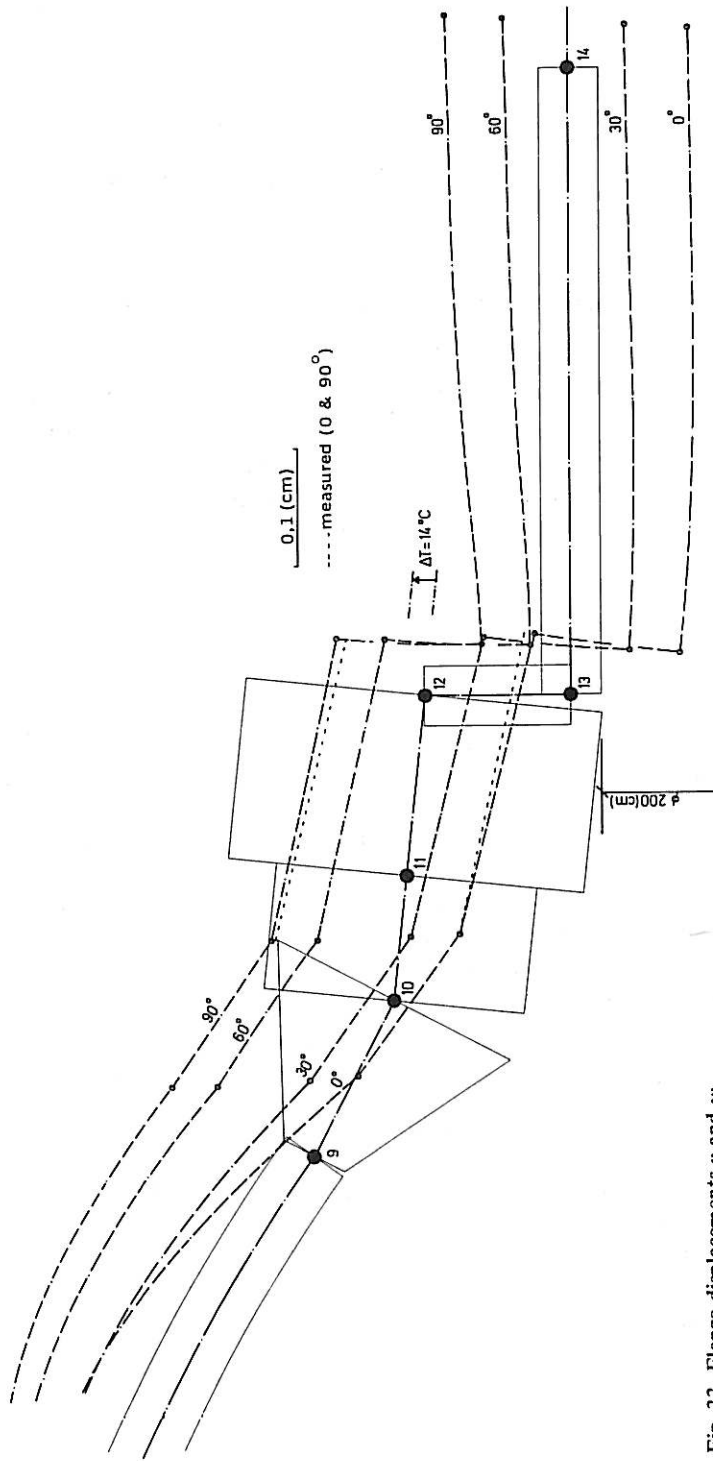 0,1 (cm)
----measured (0 & 90°)
ΔT=14°C
90°
60°
30°
0°
90°
60°
30°
0°
9
10
11
12
13
14
200(cm)
Fig. 33. Flange displacements
and